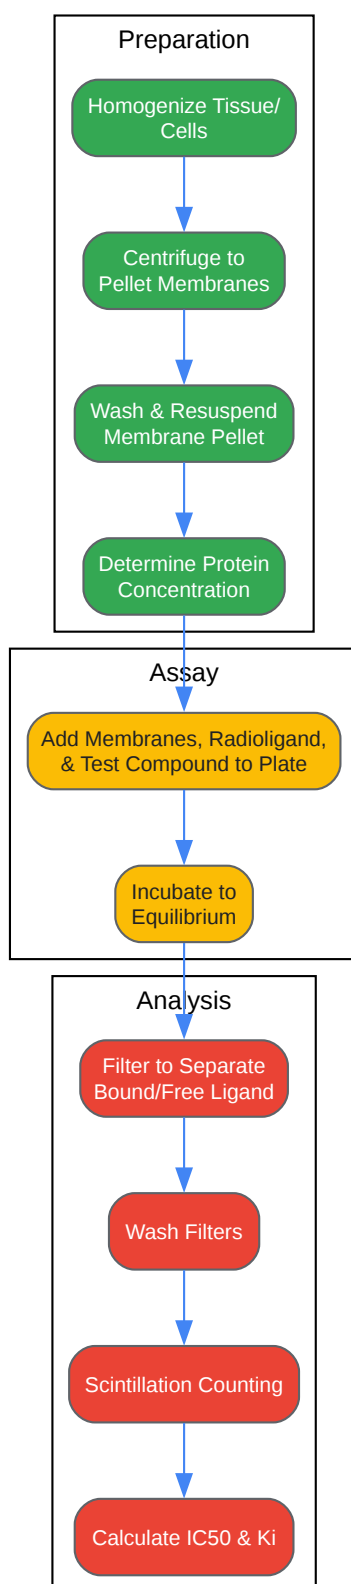 Preparation
Homogenize Tissue/
Cells
Centrifuge to
Pellet Membranes
Wash & Resuspend
Membrane Pellet
Determine Protein
Concentration
Assay
Add Membranes, Radioligand,
& Test Compound to Plate
Incubate to
Equilibrium
Analysis
Filter to Separate
Bound/Free Ligand
Wash Filters
Scintillation Counting
Calculate IC50 & Ki